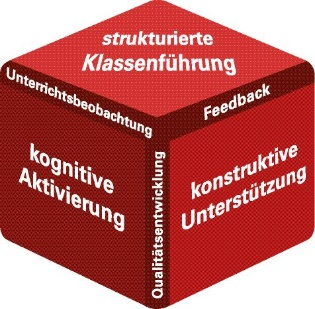 strukturierte
Klassenführung
Unterrichtsbeobachtung
Feedback
kognitive
Aktivierung
Qualitätsentwicklung
konstruktive
Unterstützung